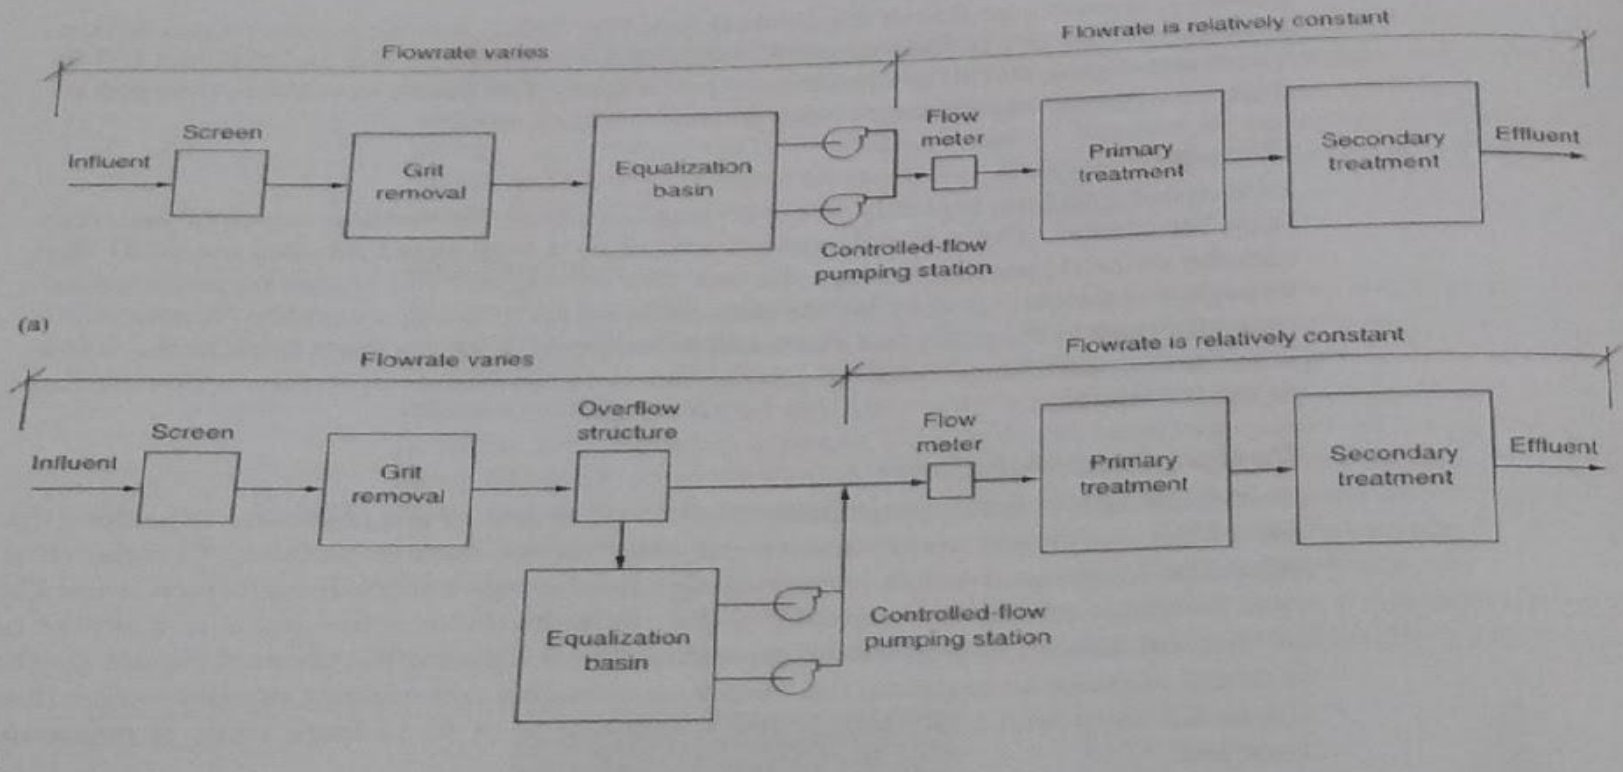 Flowrate varies
Flowrate is relatively constant
Influent
Screen
Grit
removal
Equalization
basin
Controlled-flow
pumping station
Flow
meter
Primary
treatment
Secondary
treatment
Effluent
(a)
Flowrate varies
Flowrate is relatively constant
Influent
Screen
Grit
removal
Overflow
structure
Equalization
basin
Controlled-flow
pumping station
Flow
meter
Primary
treatment
Secondary
treatment
Effluent